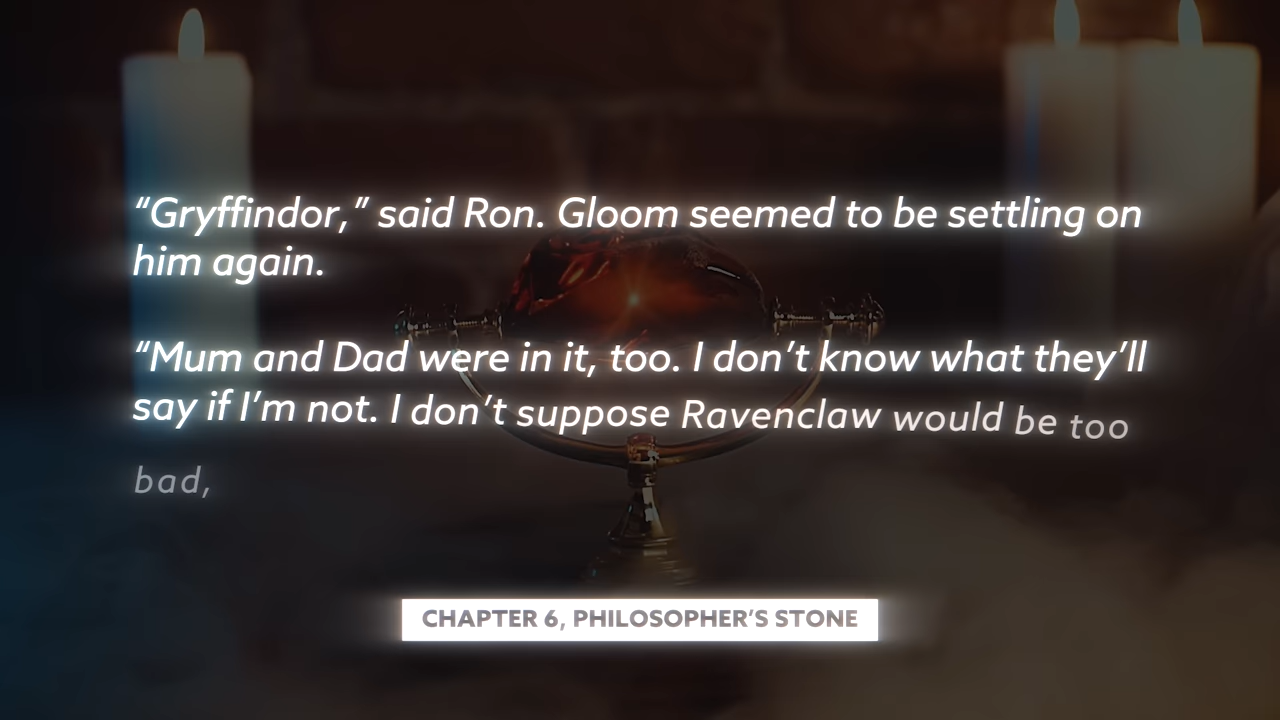 “Gryffindor,” said Ron. Gloom seemed to be settling on
him again.
“Mum and Dad were in it, too. I don’t know what they’ll
say if I’m not. I don’t suppose Ravenclaw would be too
bad,
CHAPTER 6, PHILOSOPHER’S STONE